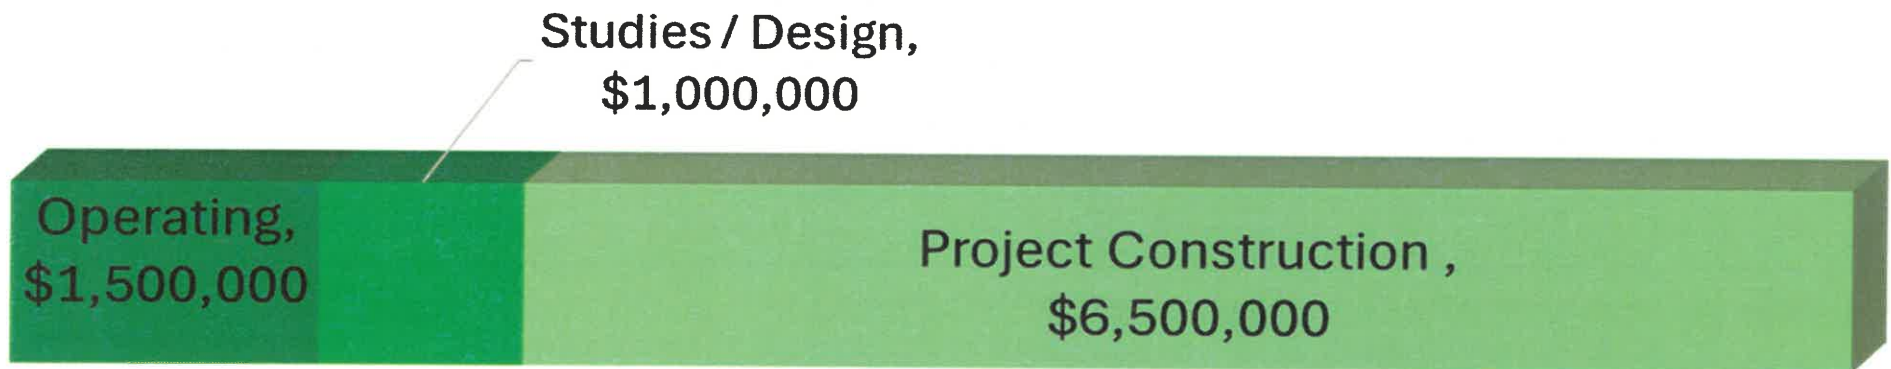 Studies / Design,
$1,000,000
Operating,
$1,500,000
Project Construction ,
$6,500,000